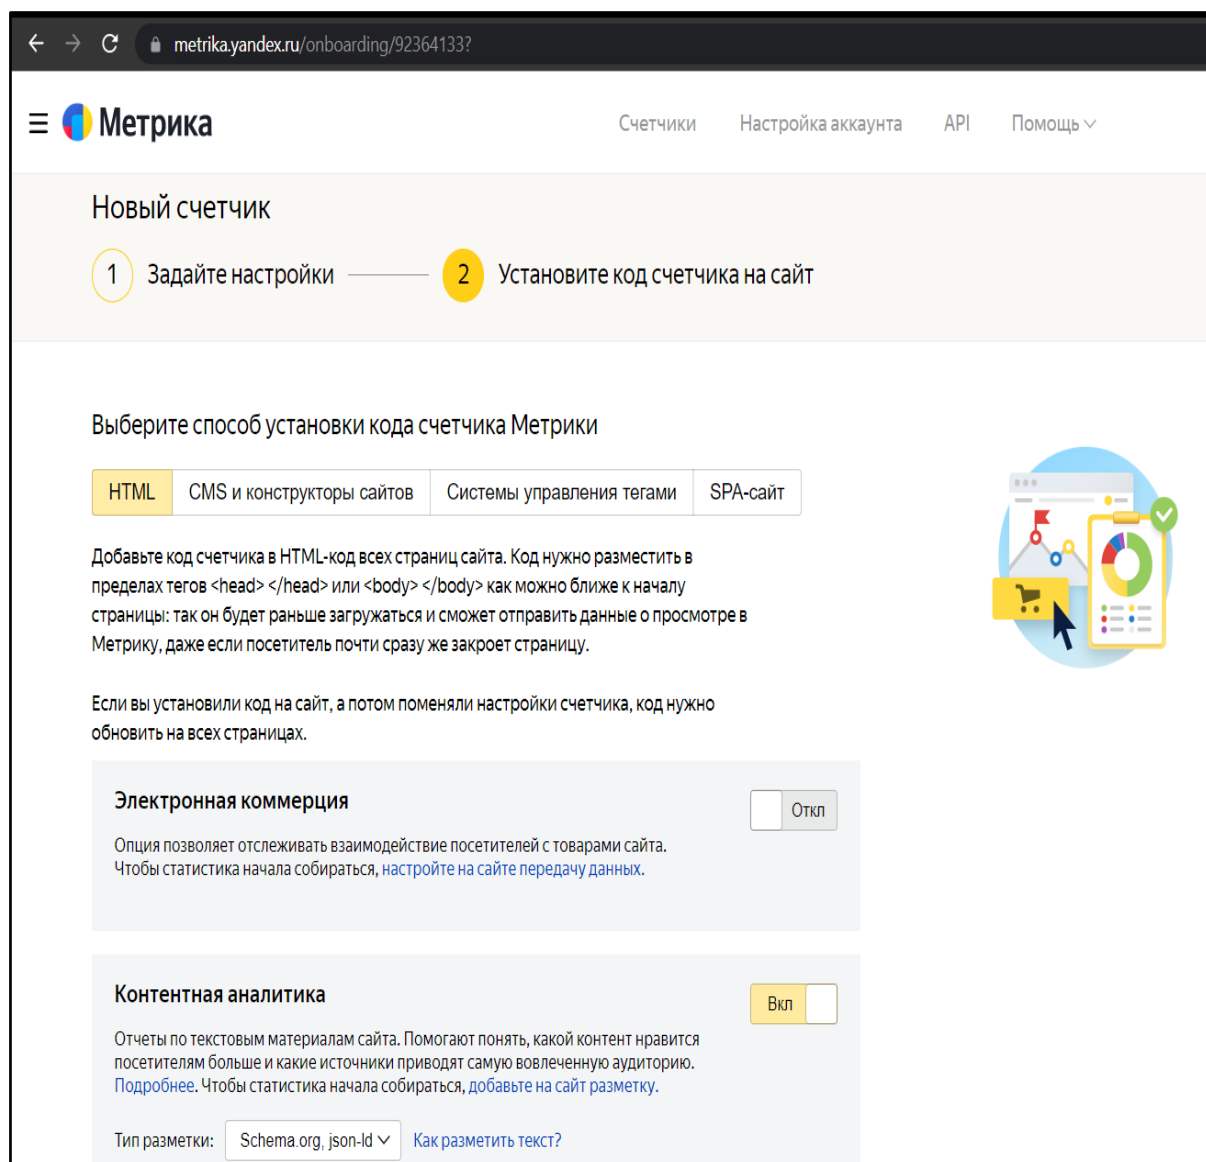 metrika.yandex.ru/onboarding/92364133?
Метрика
Счетчики Настройка аккаунта API Помощь
Новый счетчик
1 Задайте настройки 2 Установите код счетчика на сайт
Выберите способ установки кода счетчика Метрики
HTML CMS и конструкторы сайтов Системы управления тегами SPA-сайт
Добавьте код счетчика в HTML-код всех страниц сайта. Код нужно разместить в
пределах тегов <head> </head> или <body> </body> как можно ближе к началу
страницы: так он будет раньше загружаться и сможет отправить данные о просмотре в
Метрику, даже если посетитель почти сразу же закроет страницу.
Если вы установили код на сайт, а потом поменяли настройки счетчика, код нужно
обновить на всех страницах.
Электронная коммерция
Откл
Опция позволяет отслеживать взаимодействие посетителей с товарами сайта.
Чтобы статистика начала собираться, настройте на сайте передачу данных.
Контентная аналитика
Вкл
Отчеты по текстовым материалам сайта. Помогают понять, какой контент нравится
посетителям больше и какие источники приводят самую вовлеченную аудиторию.
Подробнее. Чтобы статистика начала собираться, добавьте на сайт разметку.
Тип разметки: Schema.org, json-ld Как разметить текст?